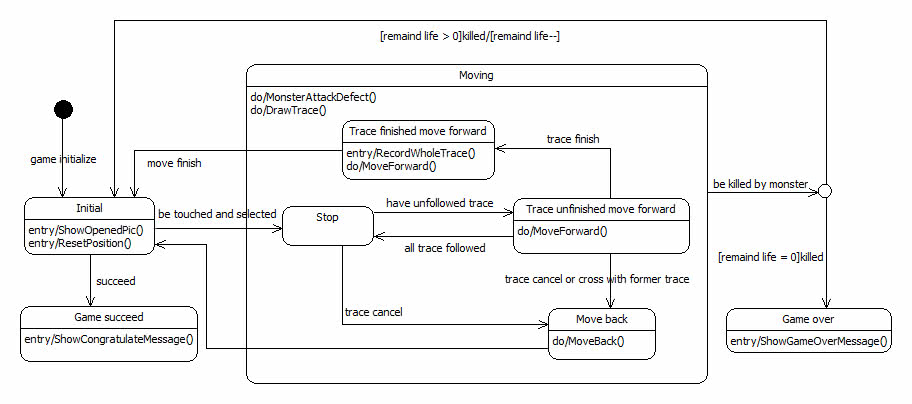 [remaind life > 0]killed/[remaind life--]
Moving
do/MonsterAttackDefect()
do/DrawTrace()
Trace finished move forward
entry/RecordWholeTrace()
do/MoveForward()
trace finish
game initialize
move finish
be killed by monster
Initial
entry/ShowOpenedPic()
entry/ResetPosition()
be touched and selected
Stop
have unfollowed trace
Trace unfinished move forward
do/MoveForward()
all trace followed
[remaind life = 0]killed
succeed
trace cancel or cross with former trace
trace cancel
Game succeed
entry/ShowCongratulateMessage()
Move back
do/MoveBack()
Game over
entry/ShowGameOverMessage()